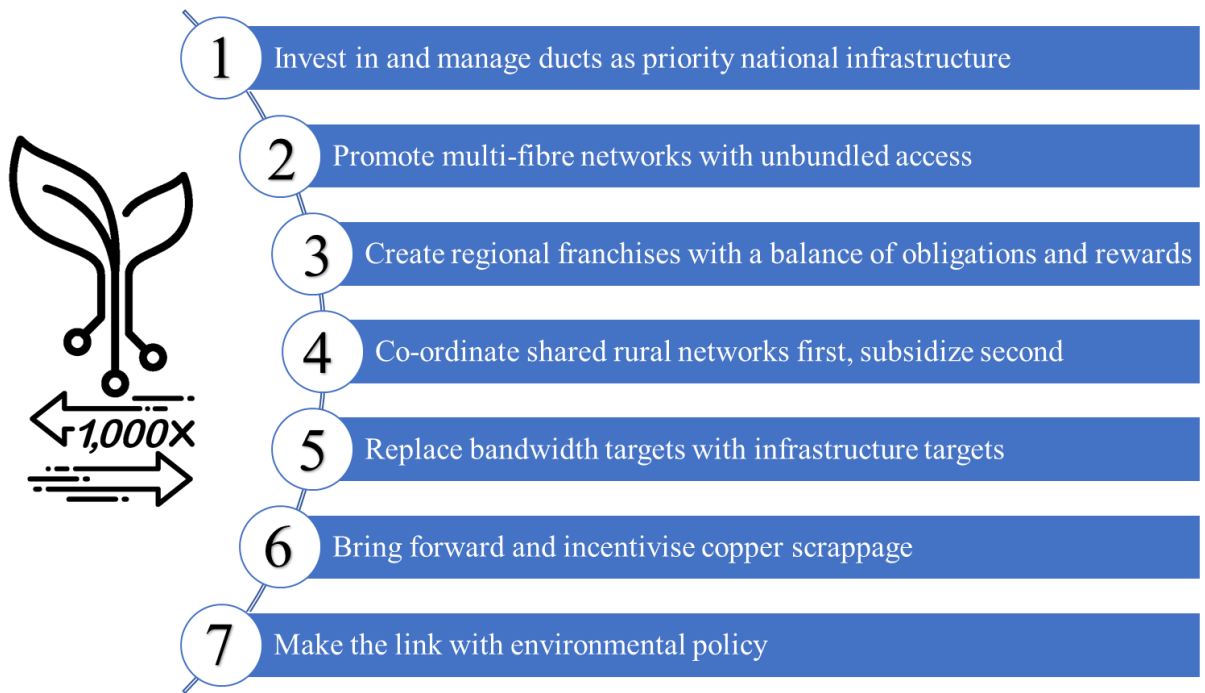 1 Invest in and manage ducts as priority national infrastructure
2 Promote multi-fibre networks with unbundled access
3 Create regional franchises with a balance of obligations and rewards
4 Co-ordinate shared rural networks first, subsidize second
5 Replace bandwidth targets with infrastructure targets
6 Bring forward and incentivise copper scrappage
7 Make the link with environmental policy
1,000X